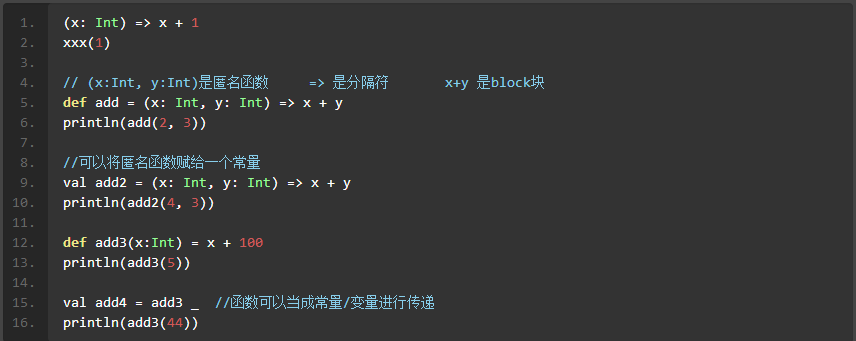 1. (x: Int) => x + 1
2. xxx(1)
3.
4. // (x:Int, y:Int)是匿名函数     => 是分隔符       x+y 是block块
5. def add = (x: Int, y: Int) => x + y
6. println(add(2, 3))
7.
8. //可以将匿名函数赋给一个常量
9. val add2 = (x: Int, y: Int) => x + y
10. println(add2(4, 3))
11.
12. def add3(x:Int) = x + 100
13. println(add3(5))
14.
15. val add4 = add3 _  //函数可以当成常量/变量进行传递
16. println(add3(44))